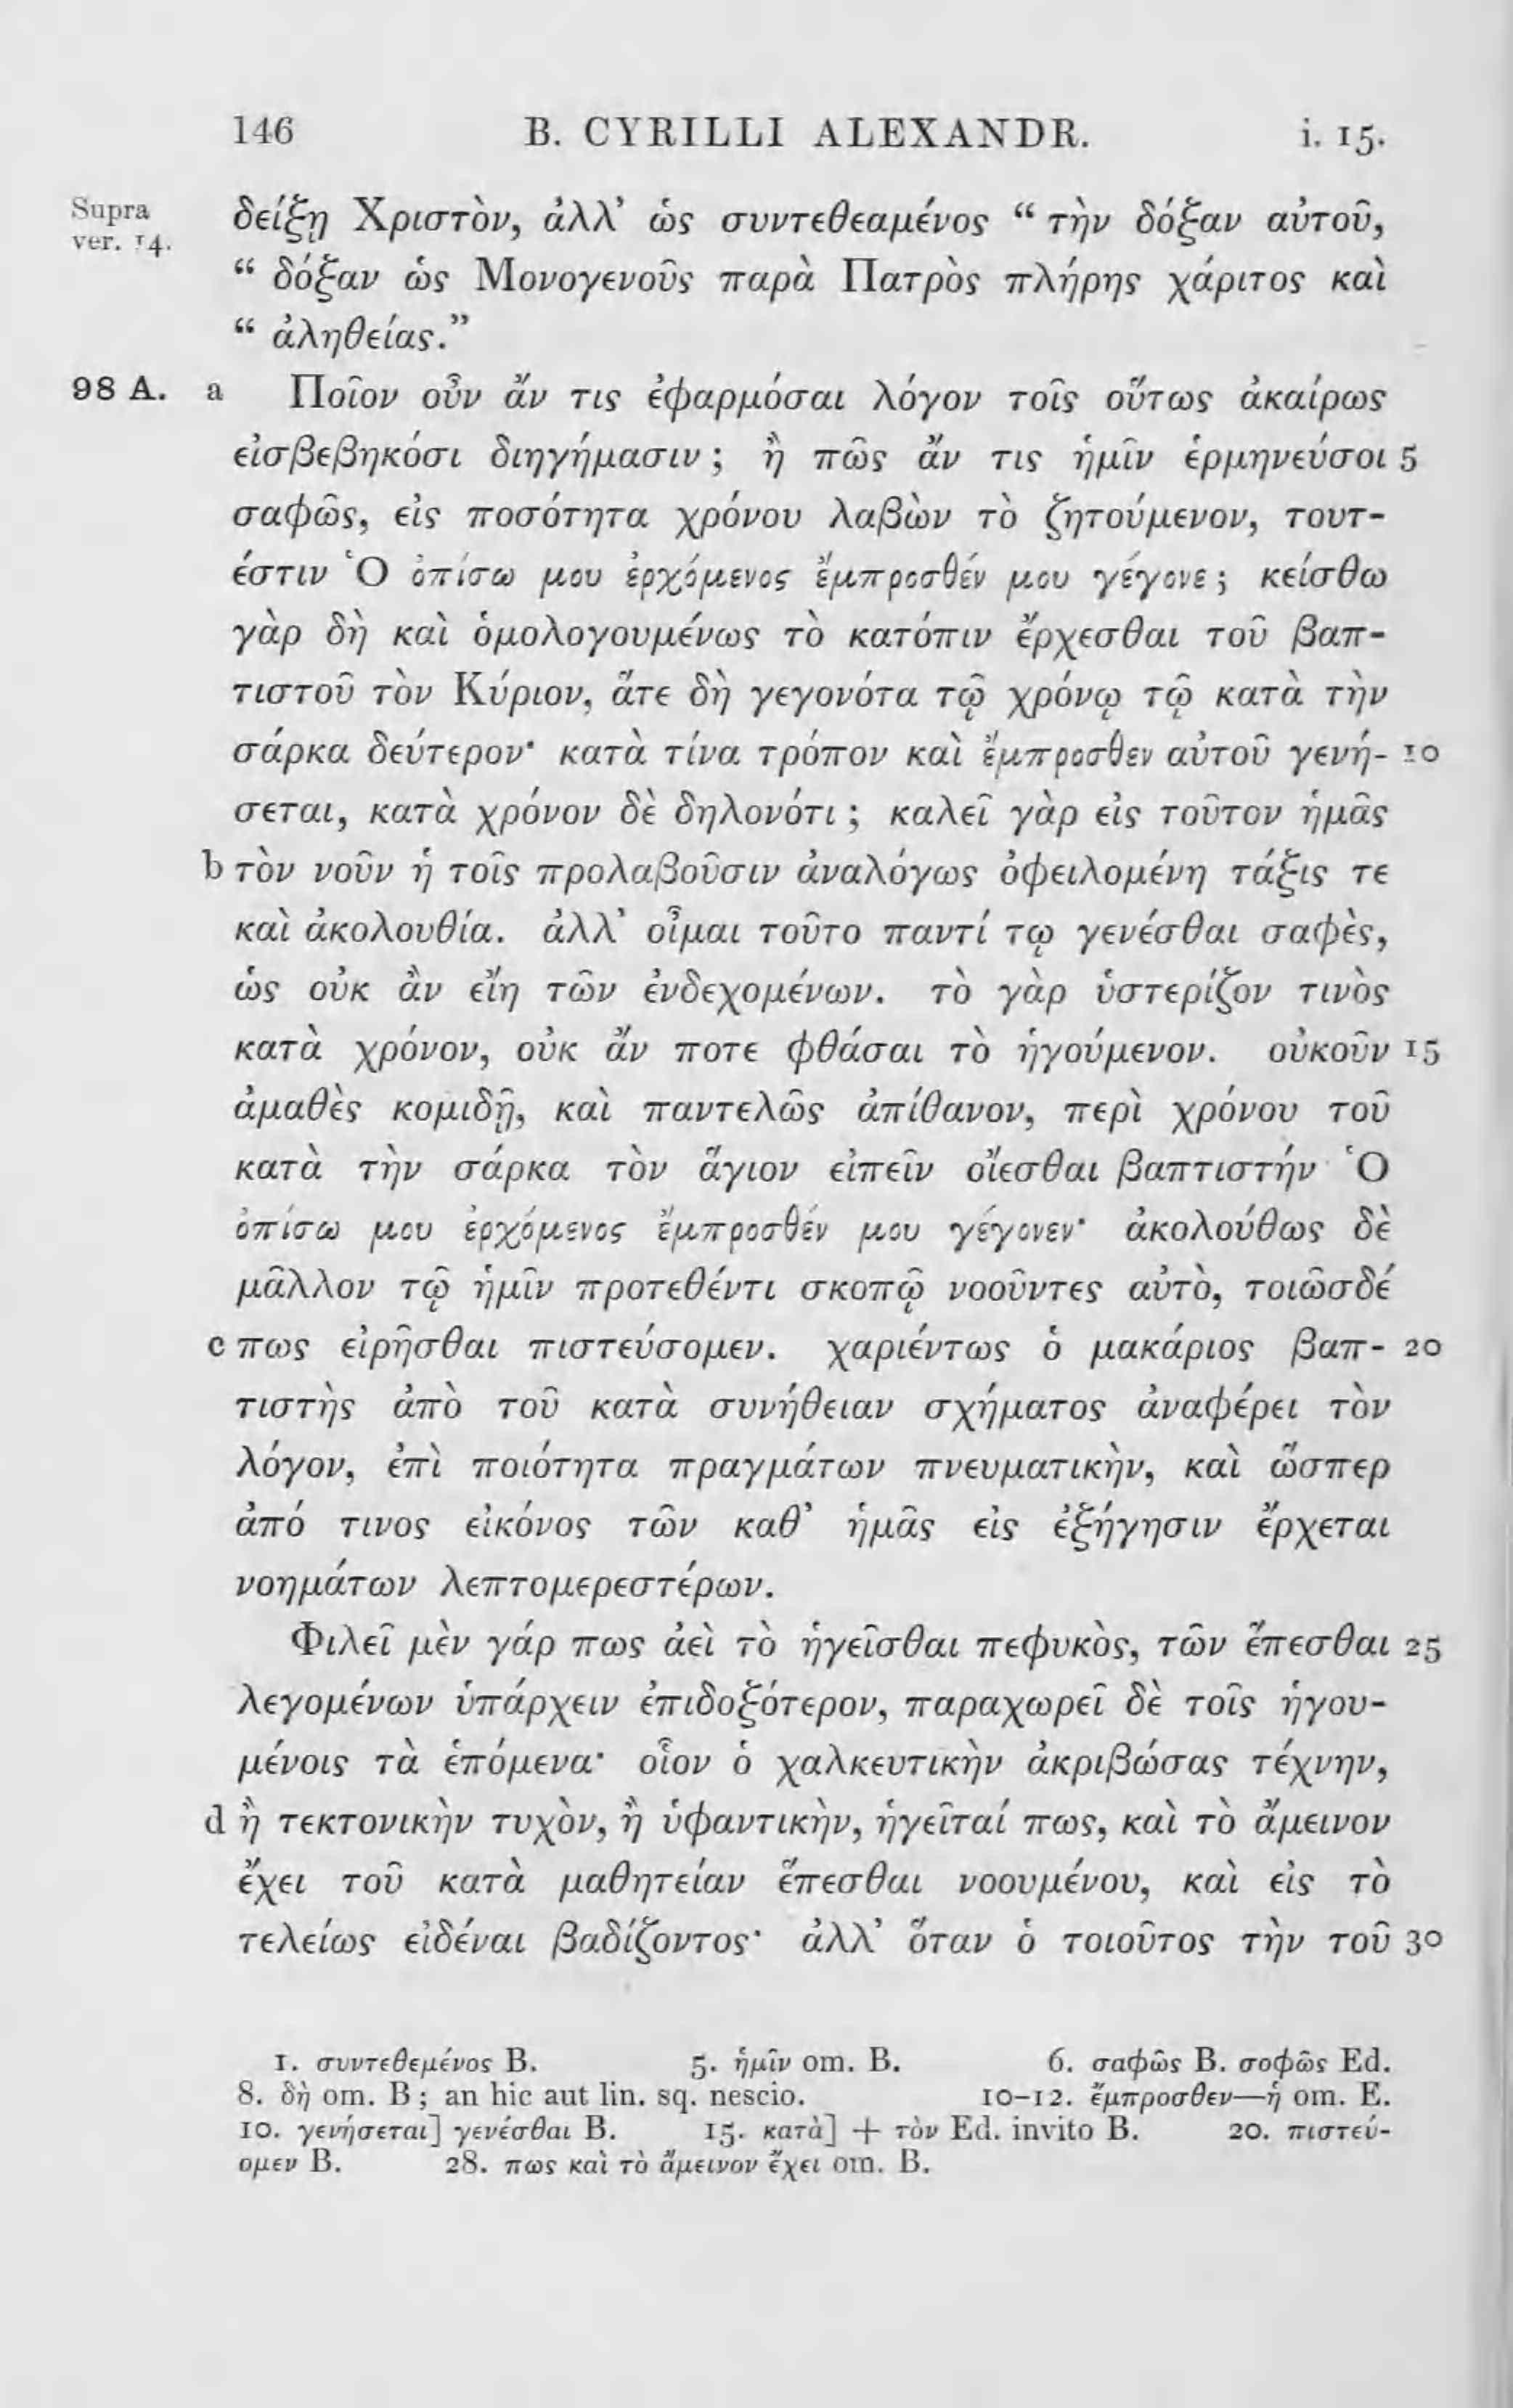 146 B. CYRILLI ALEXANDR. i. 15.
Supra δείξῃ Χριστὸν, ἀλλ’ ὡς συντεθεαμένος “ τὴν δόξαν αὐτοῦ,
ver. 14.
“ δόξαν ὡς Μονογενοῦς παρὰ Πατρὸς πλήρης χάριτος καὶ
“ ἀληθείας.”
98 A. a Ποῖον οὖν ἄν τις ἐφαρμόσαι λόγον τοῖς οὕτως ἀκαίρως
εἰσβεβηκόσι διηγήμασιν ; ἢ πῶς ἄν τις ἡμῖν ἑρμηνεύσοι 5
σαφῶς, εἰς ποσότητα χρόνου λαβὼν τὸ ζητούμενον, τουτ-
έστιν Ὁ ὀπίσω μου ἐρχόμενος ἔμπροσθέν μου γέγονε ; κείσθω
γὰρ δὴ καὶ ὁμολογουμένως τὸ κατόπιν ἔρχεσθαι τοῦ βαπ-
τιστοῦ τὸν Κύριον, ἅτε δὴ γεγονότα τῷ χρόνῳ τῷ κατὰ τὴν
σάρκα δεύτερον· κατὰ τίνα τρόπον καὶ ἔμπροσθεν αὐτοῦ γενή- 10
σεται, κατὰ χρόνον δὲ δηλονότι ; καλεῖ γὰρ εἰς τοῦτον ἡμᾶς
b τὸν νοῦν ἡ τοῖς προλαβοῦσιν ἀναλόγως ὀφειλομένη τάξις τε
καὶ ἀκολουθία. ἀλλ’ οἶμαι τοῦτο παντί τῳ γενέσθαι σαφὲς,
ὡς οὐκ ἂν εἴη τῶν ἐνδεχομένων. τὸ γὰρ ὑστερίζον τινὸς
κατὰ χρόνον, οὐκ ἄν ποτε φθάσαι τὸ ἡγούμενον. οὐκοῦν 15
ἀμαθὲς κομιδῇ, καὶ παντελῶς ἀπίθανον, περὶ χρόνου τοῦ
κατὰ τὴν σάρκα τὸν ἅγιον εἰπεῖν οἴεσθαι βαπτιστήν Ὁ
ὀπίσω μου ἐρχόμενος ἔμπροσθέν μου γέγονεν· ἀκολούθως δὲ
μᾶλλον τῷ ἡμῖν προτεθέντι σκοπῷ νοοῦντες αὐτὸ, τοιῶσδέ
c πως εἰρῆσθαι πιστεύσομεν. χαριέντως ὁ μακάριος βαπ- 20
τιστὴς ἀπὸ τοῦ κατὰ συνήθειαν σχήματος ἀναφέρει τὸν
λόγον, ἐπὶ ποιότητα πραγμάτων πνευματικὴν, καὶ ὥσπερ
ἀπό τινος εἰκόνος τῶν καθ’ ἡμᾶς εἰς ἐξήγησιν ἔρχεται
νοημάτων λεπτομερεστέρων.
Φιλεῖ μὲν γάρ πως ἀεὶ τὸ ἡγεῖσθαι πεφυκὸς, τῶν ἕπεσθαι 25
λεγομένων ὑπάρχειν ἐπιδοξότερον, παραχωρεῖ δὲ τοῖς ἡγου-
μένοις τὰ ἑπόμενα· οἷον ὁ χαλκευτικὴν ἀκριβώσας τέχνην,
d ἢ τεκτονικὴν τυχὸν, ἢ ὑφαντικὴν, ἡγεῖταί πως, καὶ τὸ ἄμεινον
ἔχει τοῦ κατὰ μαθητείαν ἕπεσθαι νοουμένου, καὶ εἰς τὸ
τελείως εἰδέναι βαδίζοντος· ἀλλ’ ὅταν ὁ τοιοῦτος τὴν τοῦ 30
1. συντεθεμένος B. 5. ἡμῖν om. B. 6. σαφῶς B. σοφῶς Ed.
8. δὴ om. B ; an hic aut lin. sq. nescio. 10-12. ἔμπροσθεν—ἡ om. E.
10. γενήσεται] γενέσθαι B. 15. κατὰ] + τὸν Ed. invito B. 20. πιστεύ-
ομεν B. 28. πως καὶ τὸ ἄμεινον ἔχει om. B.